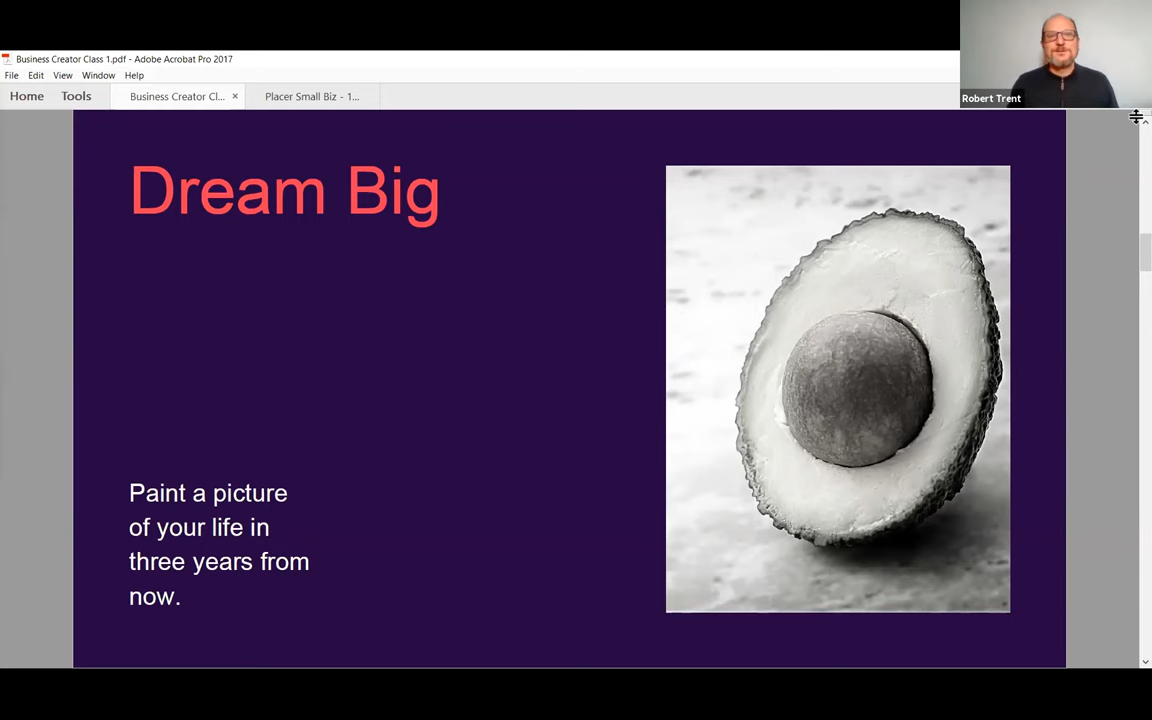 Business Creator Class 1.pdf - Adobe Acrobat Pro 2017
File Edit View Window Help
Home Tools Business Creator Cl... × Placer Small Biz - 1...
Robert Trent
Dream Big
Paint a picture
of your life in
three years from
now.